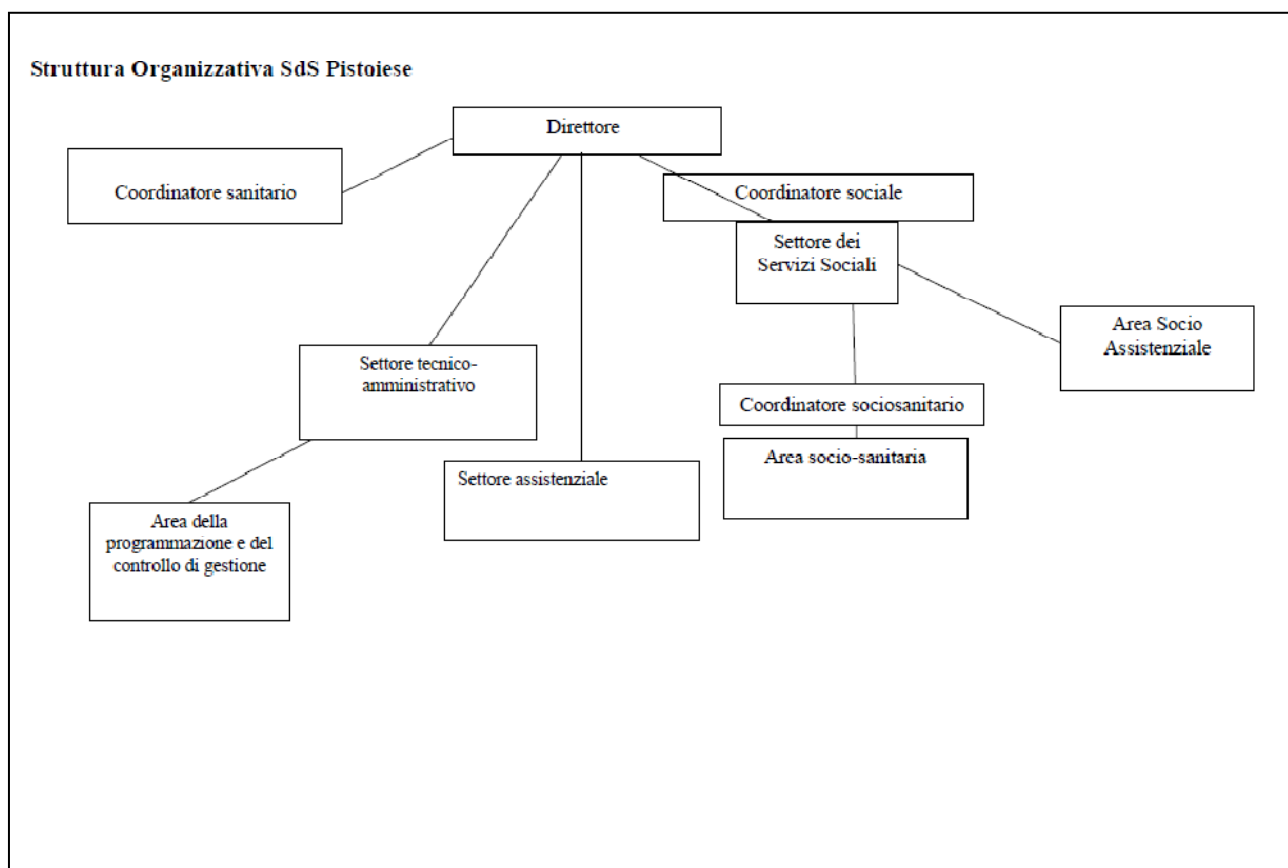 Struttura Organizzativa SdS Pistoiese
Direttore
Coordinatore sanitario
Coordinatore sociale
Settore dei
Servizi Sociali
Area Socio
Assistenziale
Settore tecnico-
amministrativo
Coordinatore sociosanitario
Area socio-sanitaria
Settore assistenziale
Area della
programmazione e del
controllo di gestione